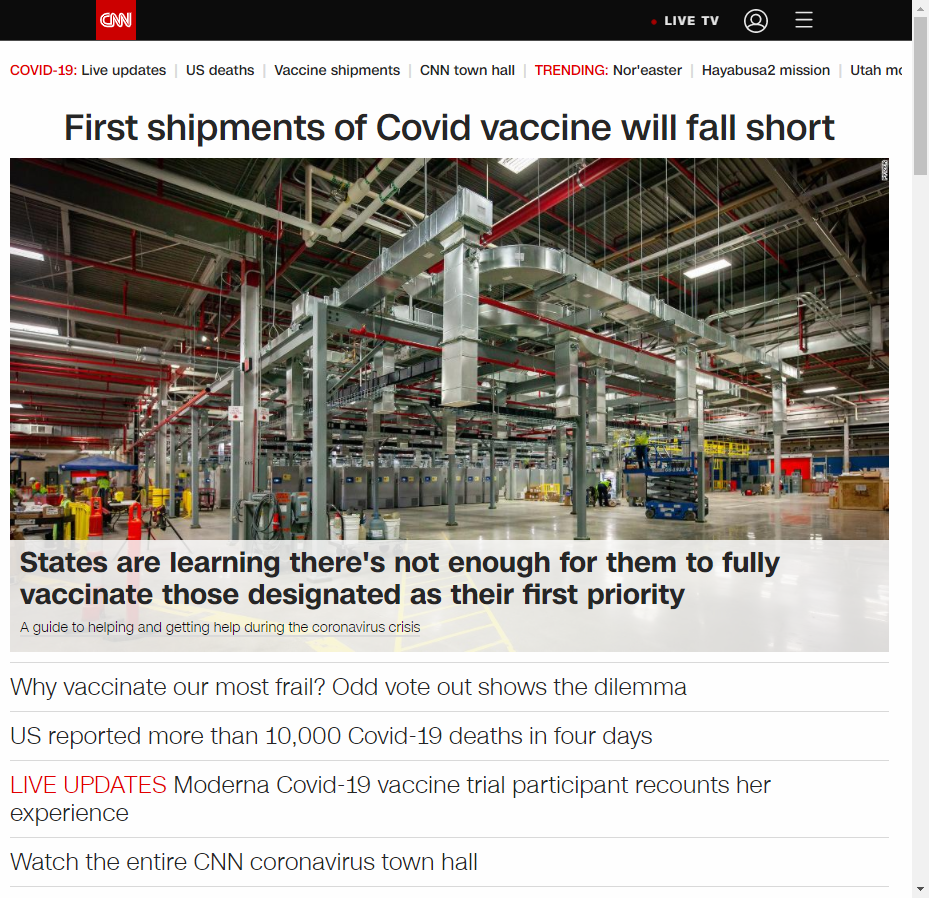 CNN
LIVE TV
COVID-19: Live updates | US deaths | Vaccine shipments | CNN town hall | TRENDING: Nor'easter | Hayabusa2 mission | Utah mo
First shipments of Covid vaccine will fall short
States are learning there's not enough for them to fully
vaccinate those designated as their first priority
A guide to helping and getting help during the coronavirus crisis
Why vaccinate our most frail? Odd vote out shows the dilemma
US reported more than 10,000 Covid-19 deaths in four days
LIVE UPDATES Moderna Covid-19 vaccine trial participant recounts her
experience
Watch the entire CNN coronavirus town hall